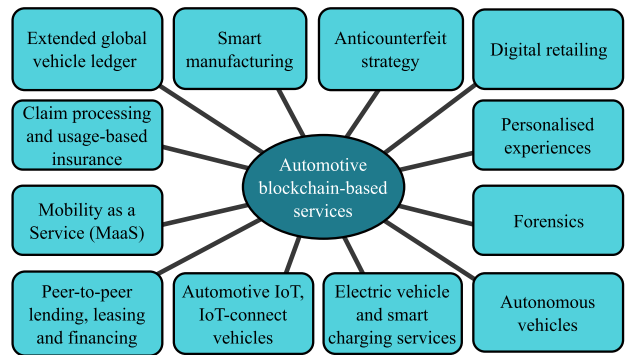 Extended global
vehicle ledger
Smart
manufacturing
Anticounterfeit
strategy
Digital retailing
Claim processing
and usage-based
insurance
Automotive
blockchain-based
services
Personalised
experiences
Mobility as a
Service (MaaS)
Forensics
Peer-to-peer
lending, leasing
and financing
Automotive IoT,
IoT-connect
vehicles
Electric vehicle
and smart
charging services
Autonomous
vehicles